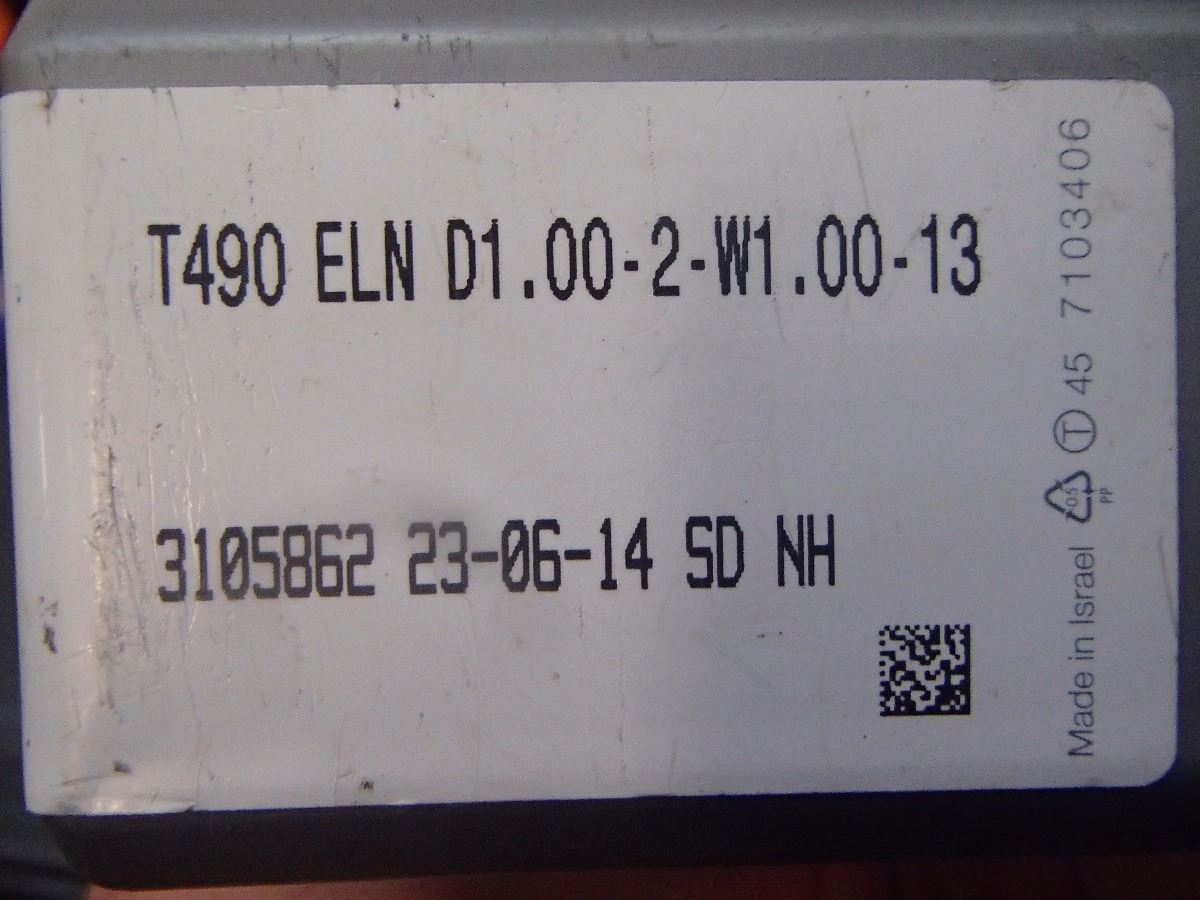 T490 ELN D1.00-2-W1.00-13
3105862 23-06-14 SD NH
Made in Israel 05 PP T 45 7103406